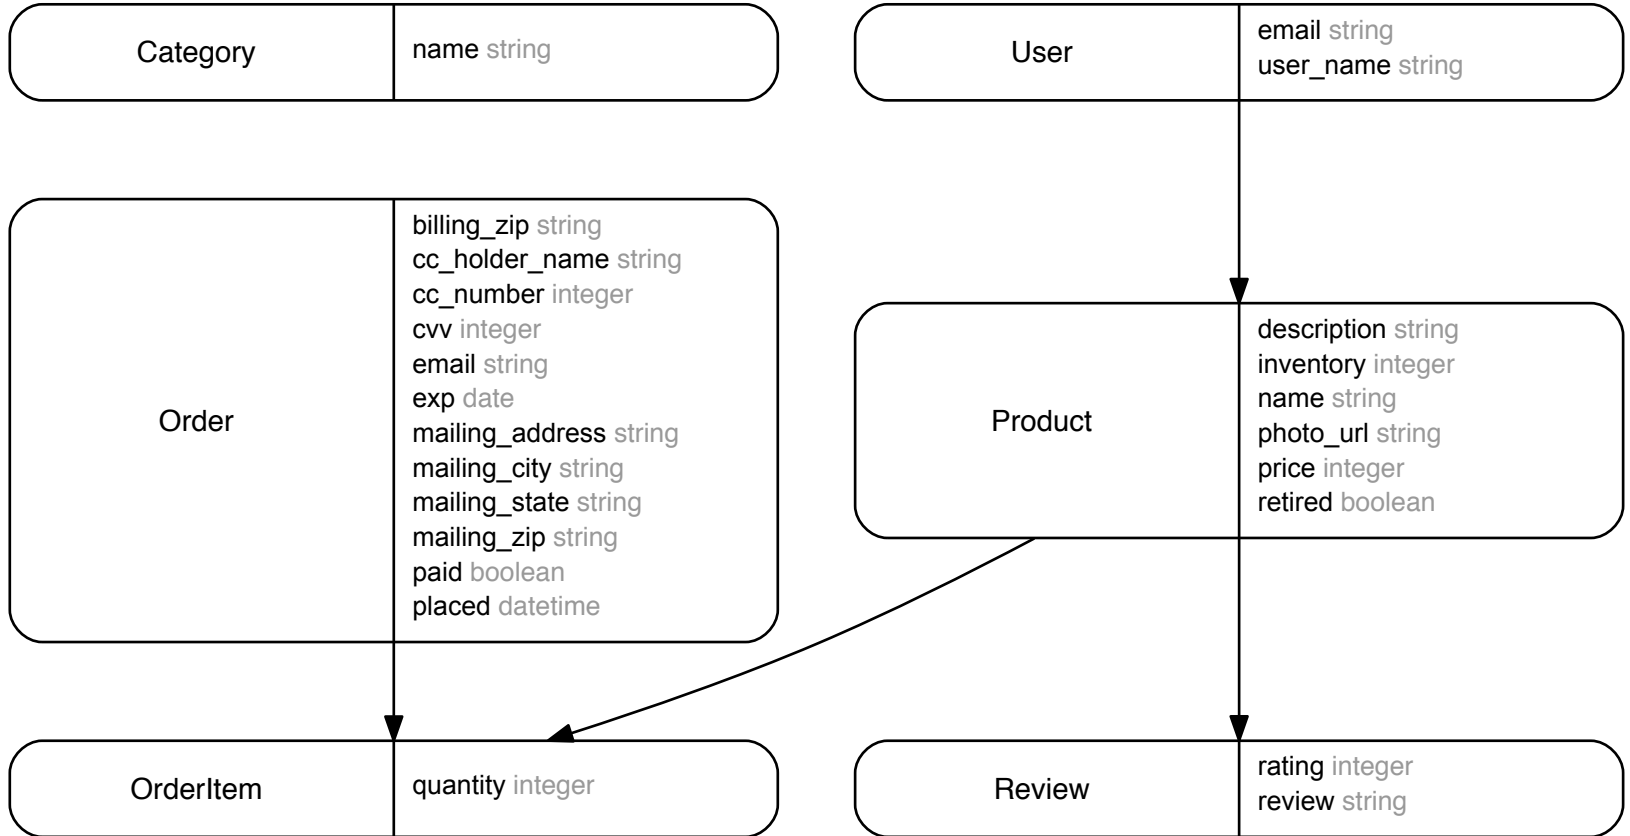 Category
name string
User
email string
user_name string
Order
billing_zip string
cc_holder_name string
cc_number integer
cvv integer
email string
exp date
mailing_address string
mailing_city string
mailing_state string
mailing_zip string
paid boolean
placed datetime
Product
description string
inventory integer
name string
photo_url string
price integer
retired boolean
OrderItem
quantity integer
Review
rating integer
review string